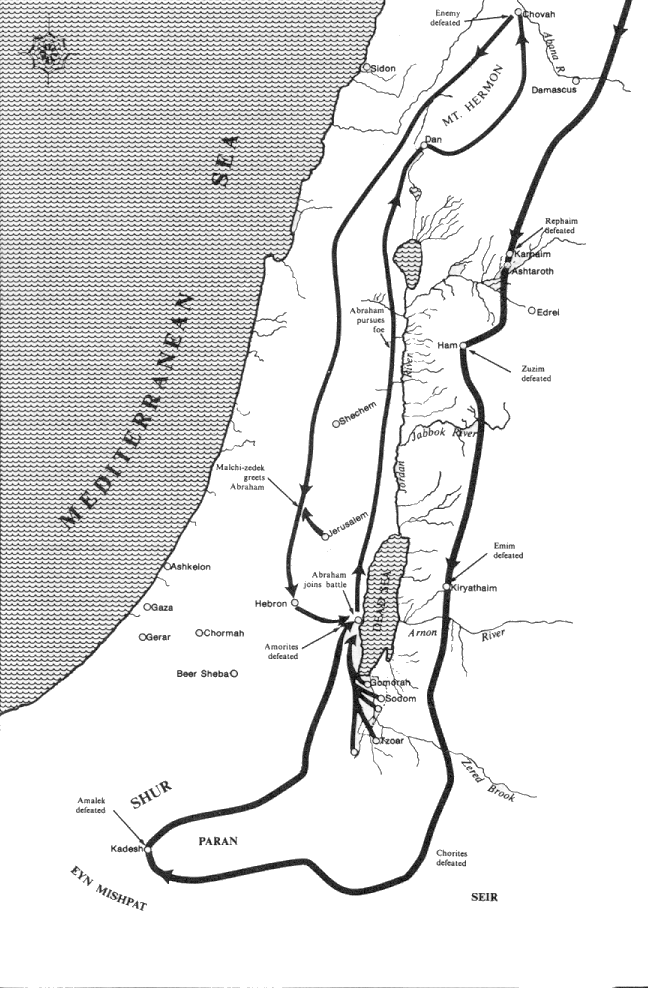 Enemy
defeated
Chovah
Abana R.
Sidon
MT. HERMON
Damascus
SEA
Dan
Rephaim
defeated
Karnaim
Ashtaroth
MEDITERRANEAN
Abraham
pursues
foe
Edrei
River
Ham
Zuzim
defeated
Shechem
Jabbok River
Malchi-zedek
greets
Abraham
Jordan
Jerusalem
Ashkelon
Emim
defeated
Abraham
joins battle
Kiryathaim
Hebron
DEAD SEA
Gaza
Gerar
Chormah
Arnon
River
Amorites
defeated
Beer Sheba
Gomorah
Sodom
Tzoar
Zered Brook
SHUR
Amalek
defeated
PARAN
Kadesh
Chorites
defeated
EYN MISHPAT
SEIR